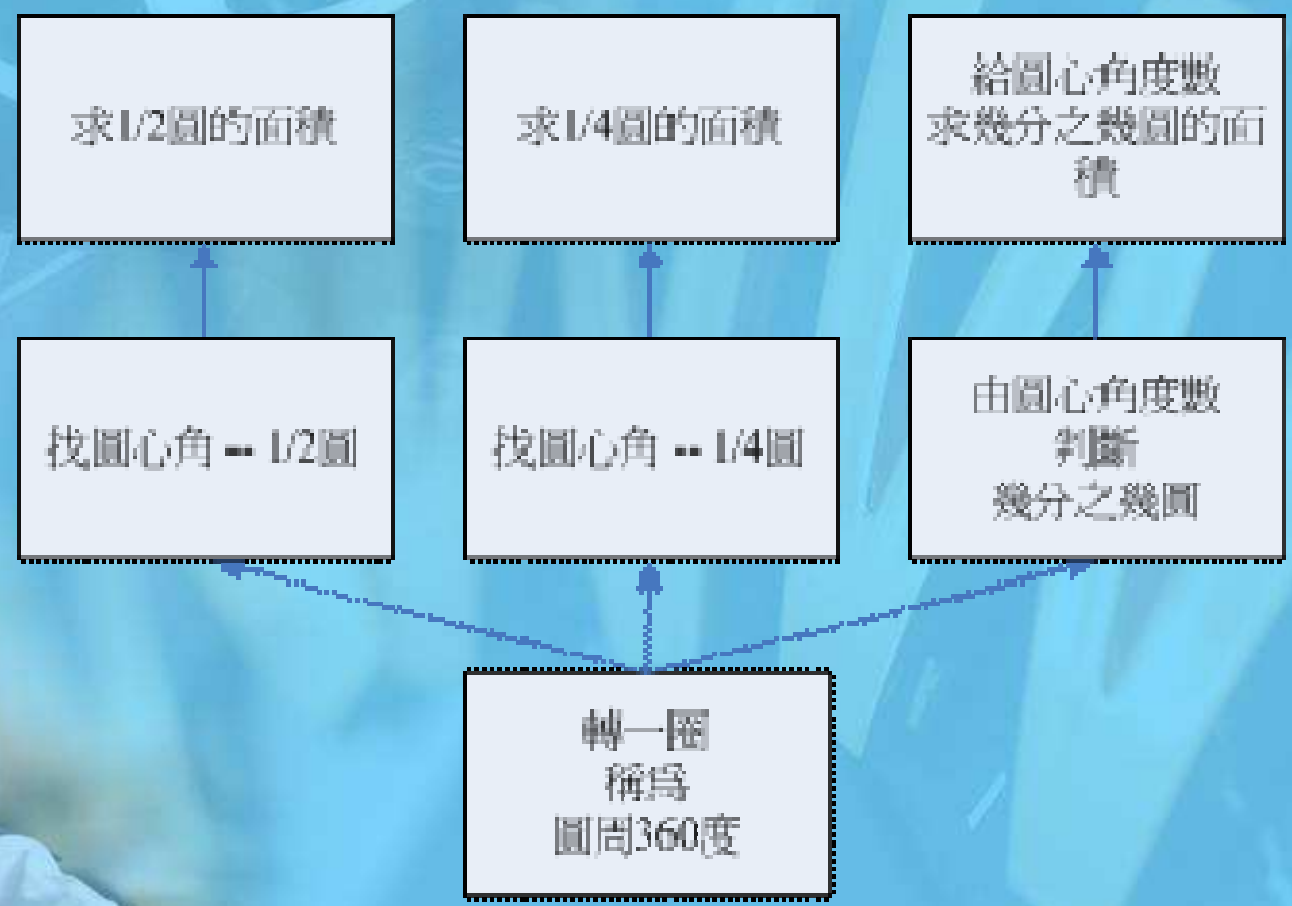 求1/2圓的面積
求1/4圓的面積
給圓心角度數
求幾分之幾圓的面
積
找圓心角 -- 1/2圓
找圓心角 -- 1/4圓
由圓心角度數
判斷
幾分之幾圓
轉一圈
稱為
圓周360度